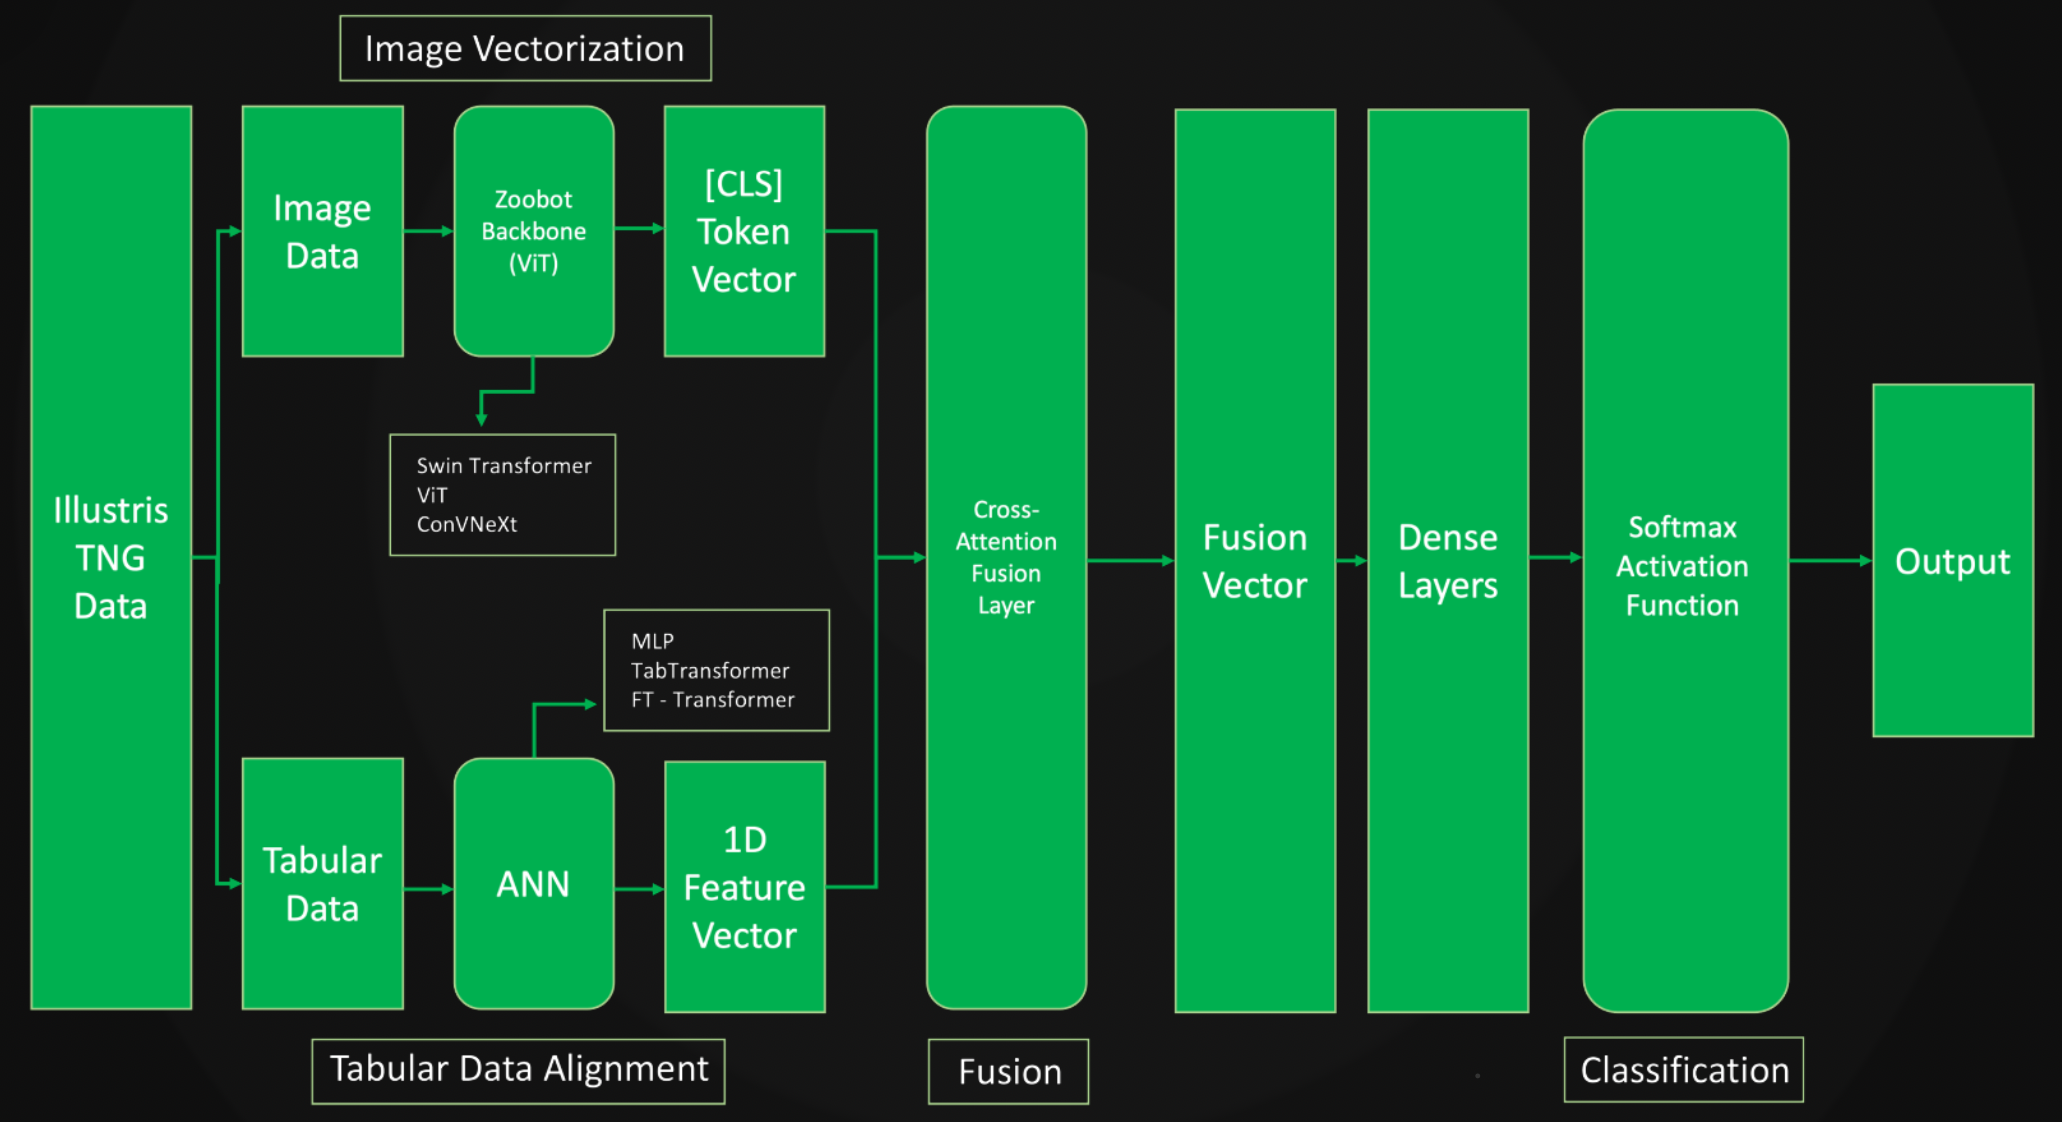 Image Vectorization
Illustris
TNG
Data
Image
Data
Zoobot
Backbone
(ViT)
[CLS]
Token
Vector
Swin Transformer
ViT
ConVNeXt
MLP
TabTransformer
FT - Transformer
Tabular
Data
ANN
1D
Feature
Vector
Cross-
Attention
Fusion
Layer
Fusion
Vector
Dense
Layers
Softmax
Activation
Function
Output
Tabular Data Alignment
Fusion
Classification